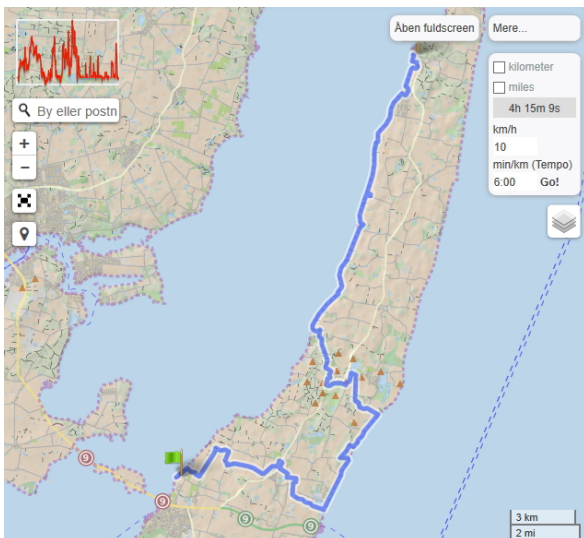 Åben fuldscreen
Mere...
kilometer
miles
4h 15m 9s
km/h
10
min/km (Tempo)
6:00 Go!
By eller postn
+
−
9
9
9
9
3 km
2 mi